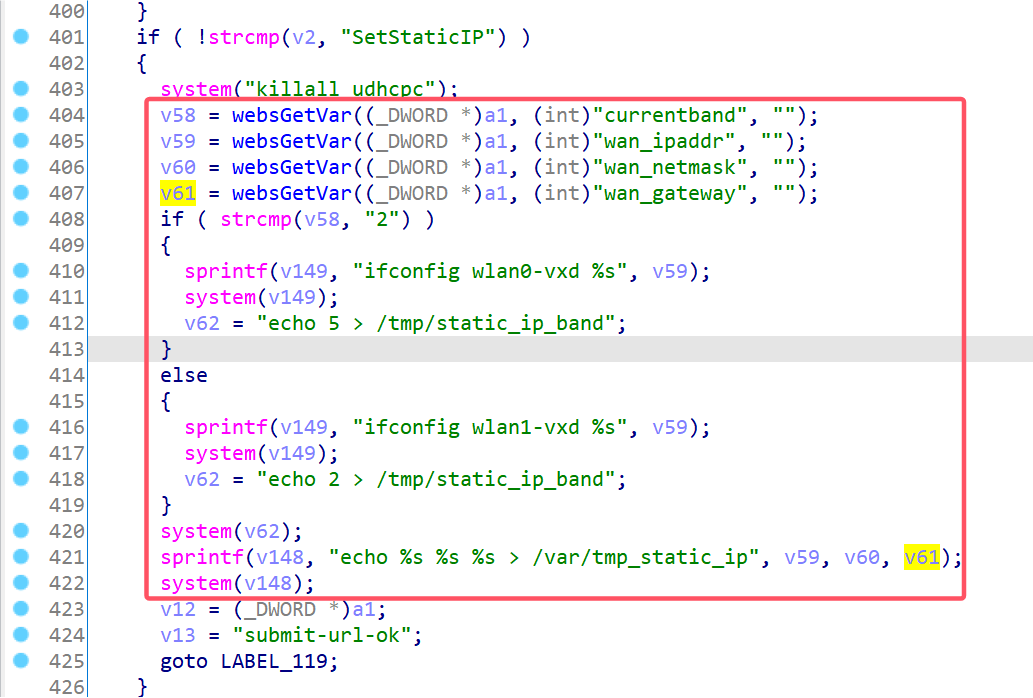 400 }
401 if ( !strcmp(v2, "SetStaticIP") )
402 {
403 system("killall udhcpc");
404 v58 = websGetVar((_DWORD *)a1, (int)"currentband", "");
405 v59 = websGetVar((_DWORD *)a1, (int)"wan_ipaddr", "");
406 v60 = websGetVar((_DWORD *)a1, (int)"wan_netmask", "");
407 v61 = websGetVar((_DWORD *)a1, (int)"wan_gateway", "");
408 if ( strcmp(v58, "2") )
409 {
410 sprintf(v149, "ifconfig wlan0-vxd %s", v59);
411 system(v149);
412 v62 = "echo 5 > /tmp/static_ip_band";
413 }
414 else
415 {
416 sprintf(v149, "ifconfig wlan1-vxd %s", v59);
417 system(v149);
418 v62 = "echo 2 > /tmp/static_ip_band";
419 }
420 system(v62);
421 sprintf(v148, "echo %s %s %s > /var/tmp_static_ip", v59, v60, v61);
422 system(v148);
423 v12 = (_DWORD *)a1;
424 v13 = "submit-url-ok";
425 goto LABEL_119;
426 }